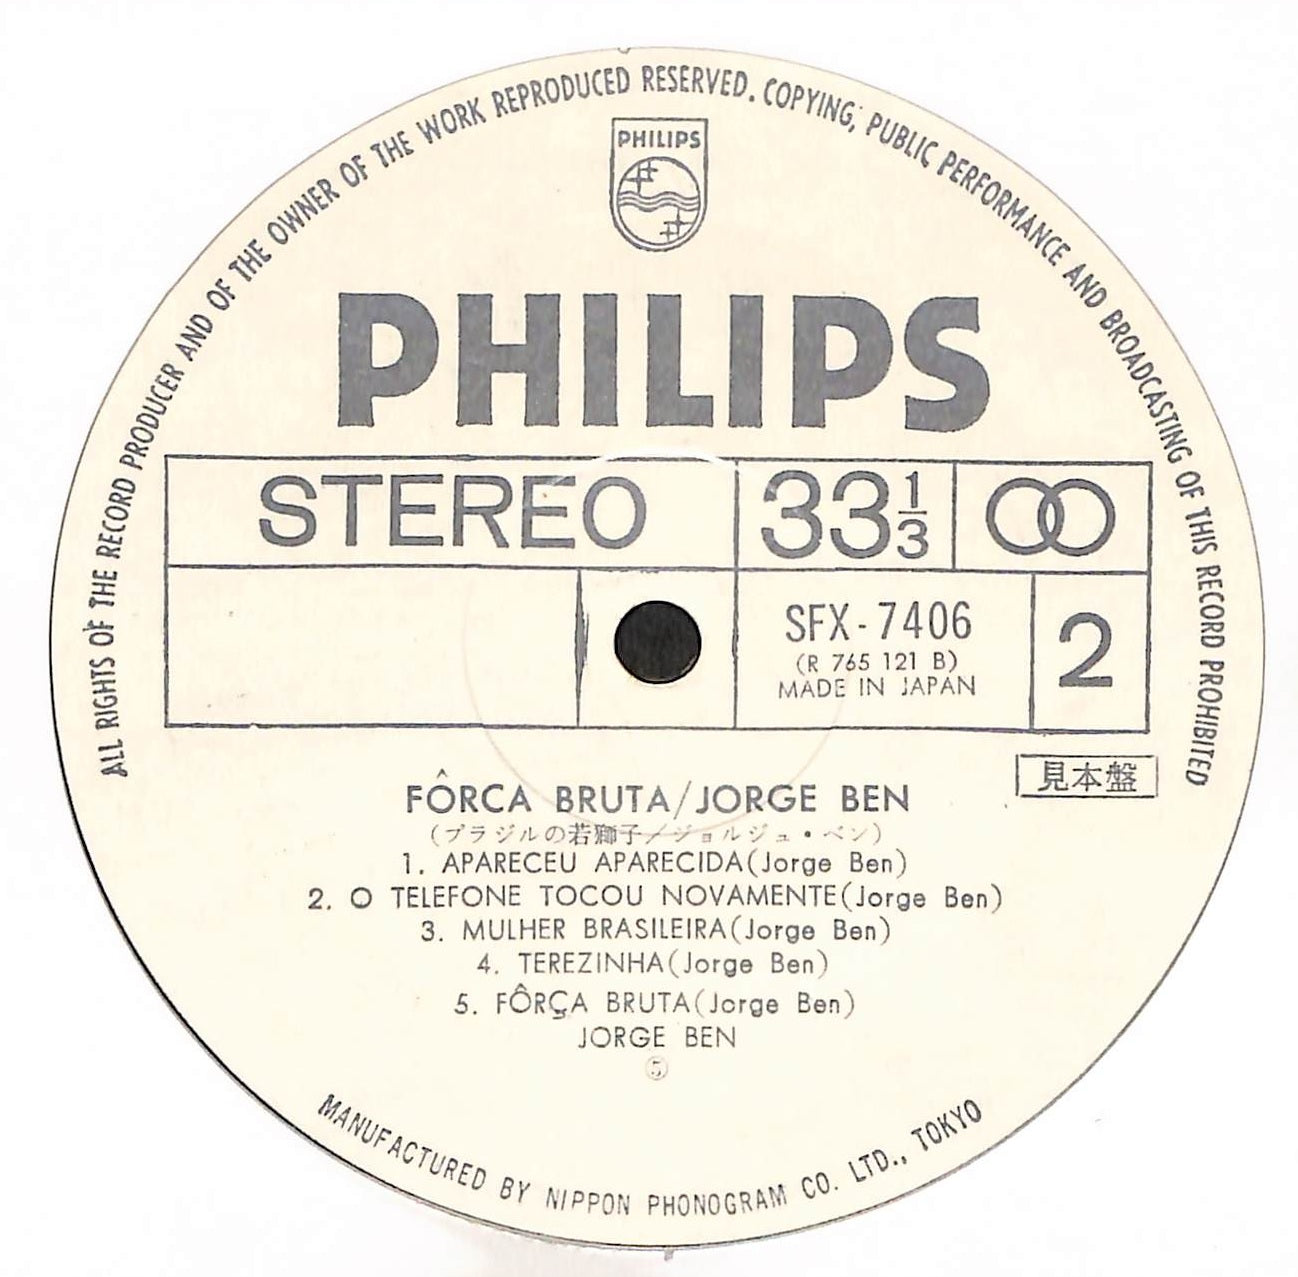 ALL RIGHTS OF THE RECORD PRODUCER AND OF THE OWNER OF THE WORK REPRODUCED RESERVED. COPYING, PUBLIC PERFORMANCE AND BROADCASTING OF THIS RECORD PROHIBITED
PHILIPS
PHILIPS
STEREO 33 1/3
SFX-7406 2
(R 765 121 B)
MADE IN JAPAN
見本盤
FÔRCA BRUTA/JORGE BEN
(ブラジルの若獅子/ジョルジュ・ベン)
1. APARECEU APARECIDA(Jorge Ben)
2. O TELEFONE TOCOU NOVAMENTE(Jorge Ben)
3. MULHER BRASILEIRA(Jorge Ben)
4. TEREZINHA(Jorge Ben)
5. FÔRÇA BRUTA(Jorge Ben)
JORGE BEN
⑤
MANUFACTURED BY NIPPON PHONOGRAM CO. LTD., TOKYO